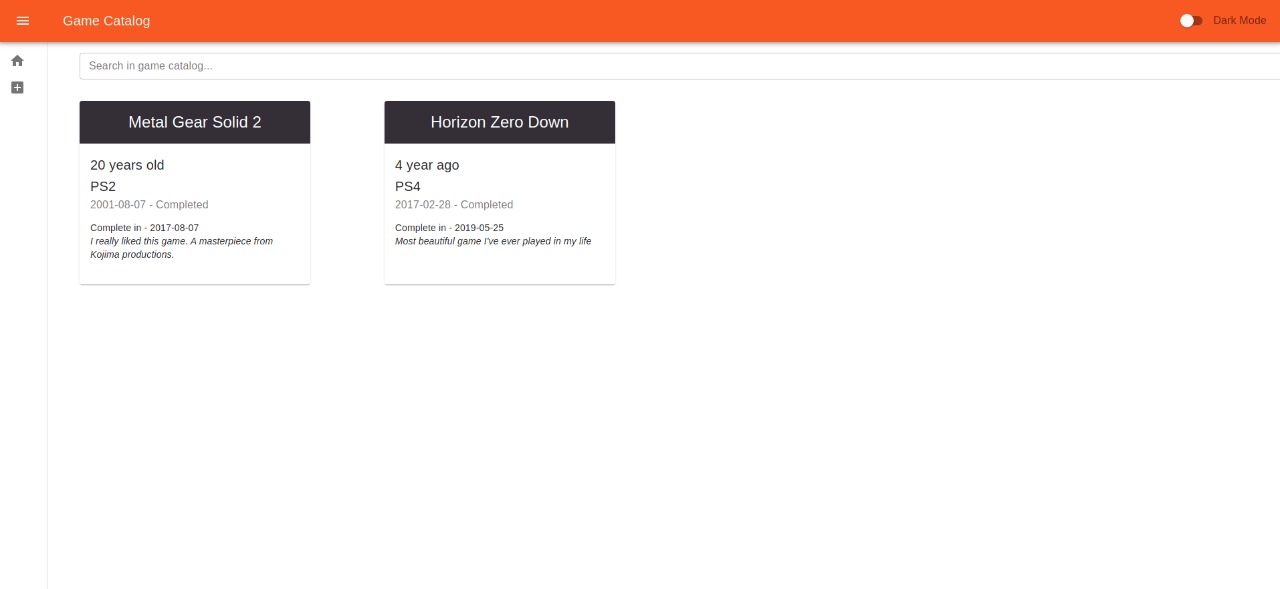 Game Catalog
Dark Mode
Search in game catalog...
Metal Gear Solid 2
20 years old
PS2
2001-08-07 - Completed
Complete in - 2017-08-07
I really liked this game. A masterpiece from
Kojima productions.
Horizon Zero Down
4 year ago
PS4
2017-02-28 - Completed
Complete in - 2019-05-25
Most beautiful game I've ever played in my life